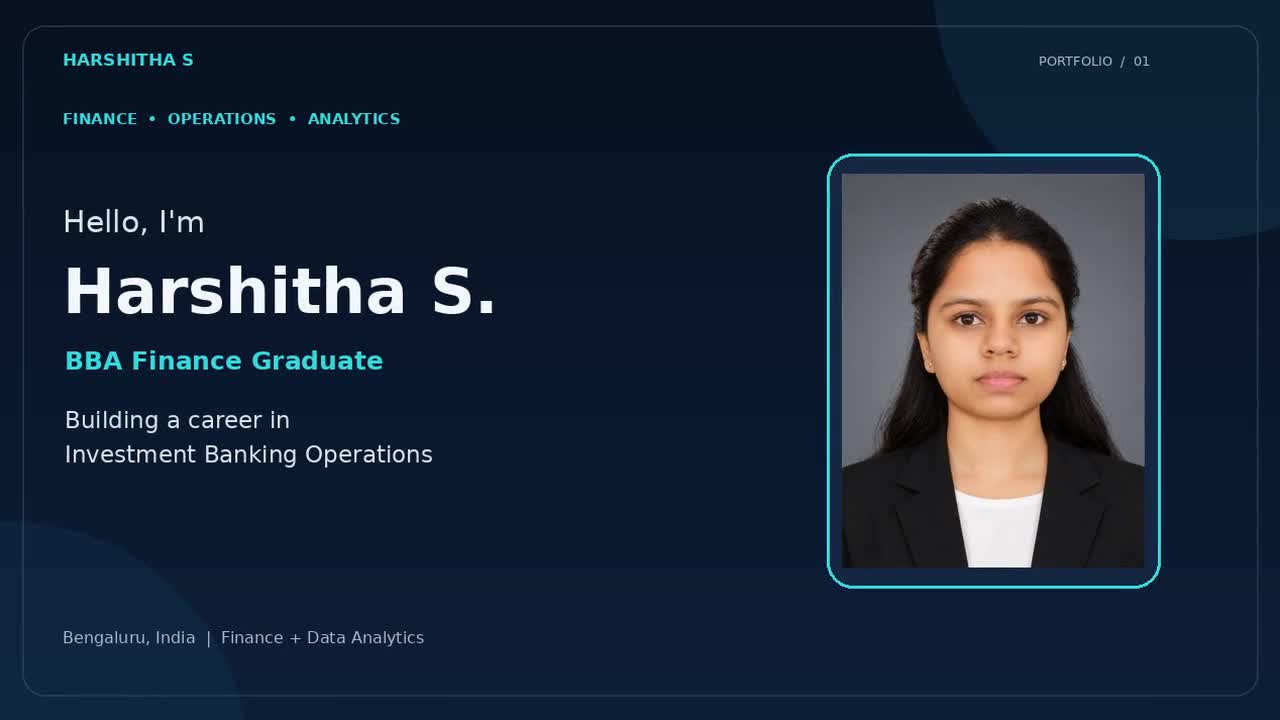 HARSHITHA S
PORTFOLIO / 01
FINANCE • OPERATIONS • ANALYTICS
Hello, I'm
Harshitha S.
BBA Finance Graduate
Building a career in
Investment Banking Operations
Bengaluru, India | Finance + Data Analytics